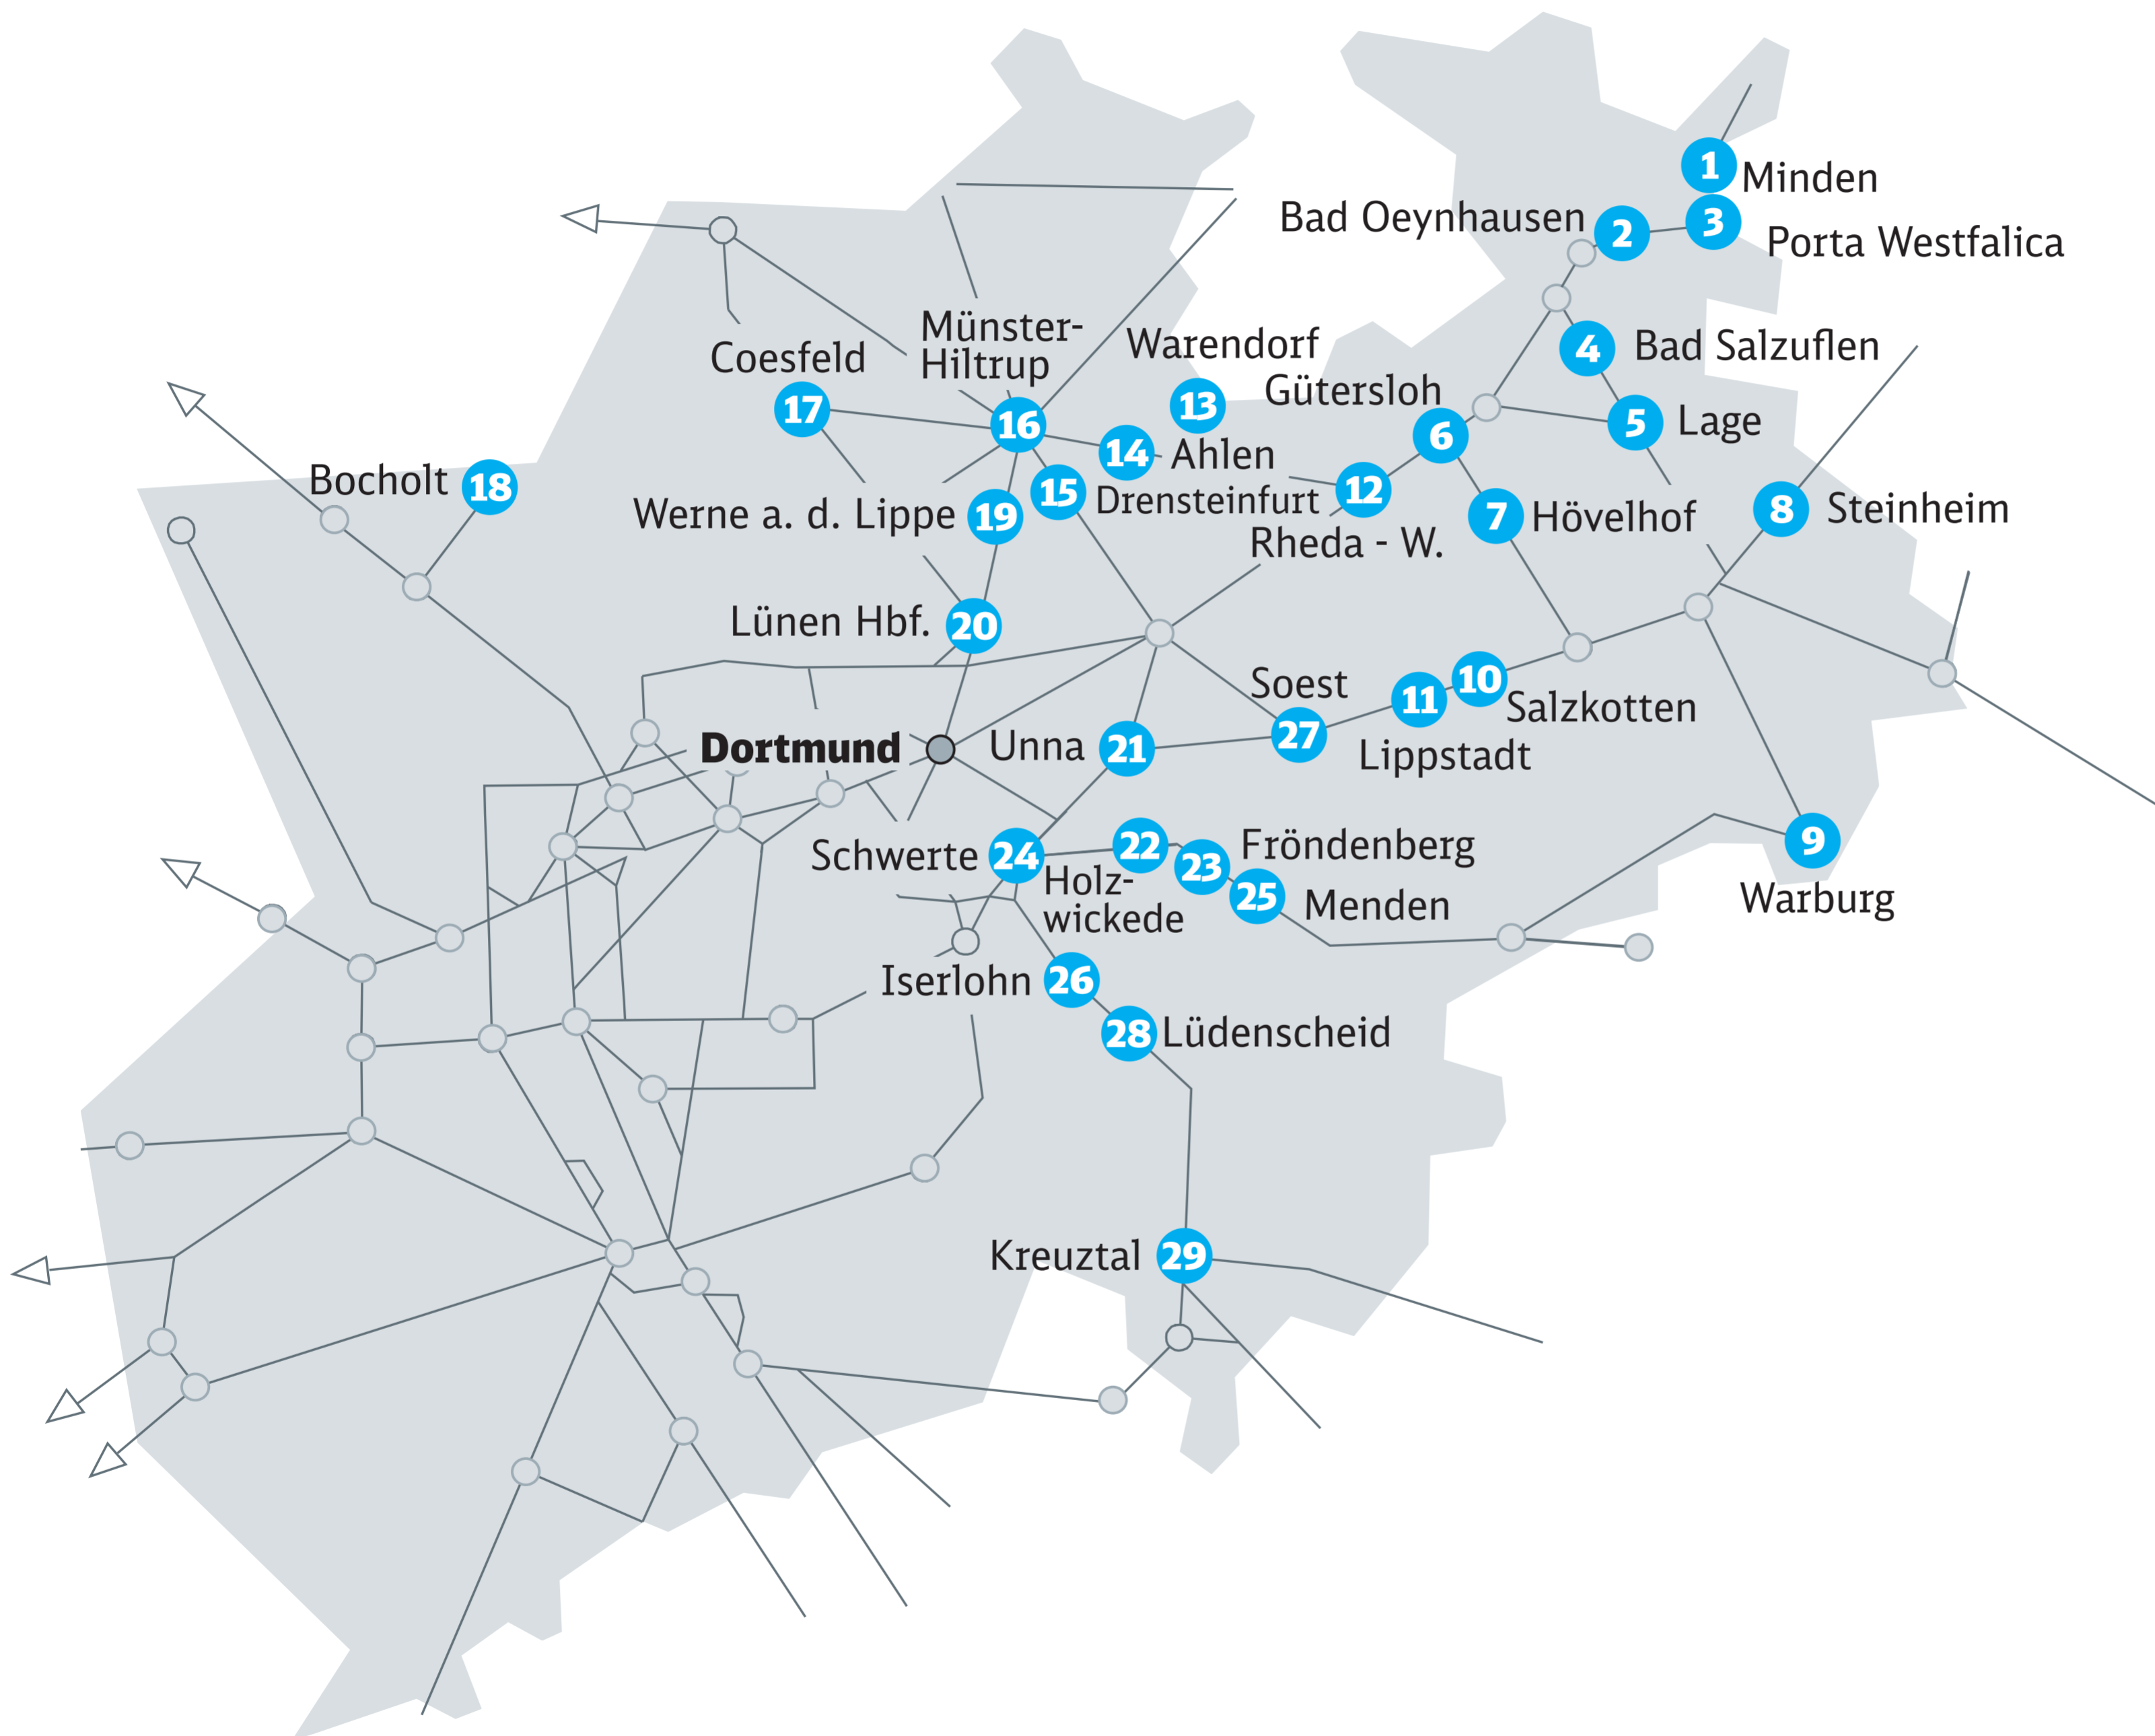 1
Minden
Bad Oeynhausen
2
3
Porta Westfalica
Münster-
Hiltrup
Warendorf
4
Bad Salzuflen
Coesfeld
Gütersloh
17
16
13
6
5
Lage
14
Ahlen
Bocholt
18
15
Drensteinfurt
12
Werne a. d. Lippe
19
7
Hövelhof
8
Steinheim
Rheda - W.
Lünen Hbf.
20
Soest
11
10
Salzkotten
Dortmund
Unna
21
27
Lippstadt
Schwerte
24
22
23
Fröndenberg
9
Holz-
wickede
25
Menden
Warburg
Iserlohn
26
28
Lüdenscheid
Kreuztal
29